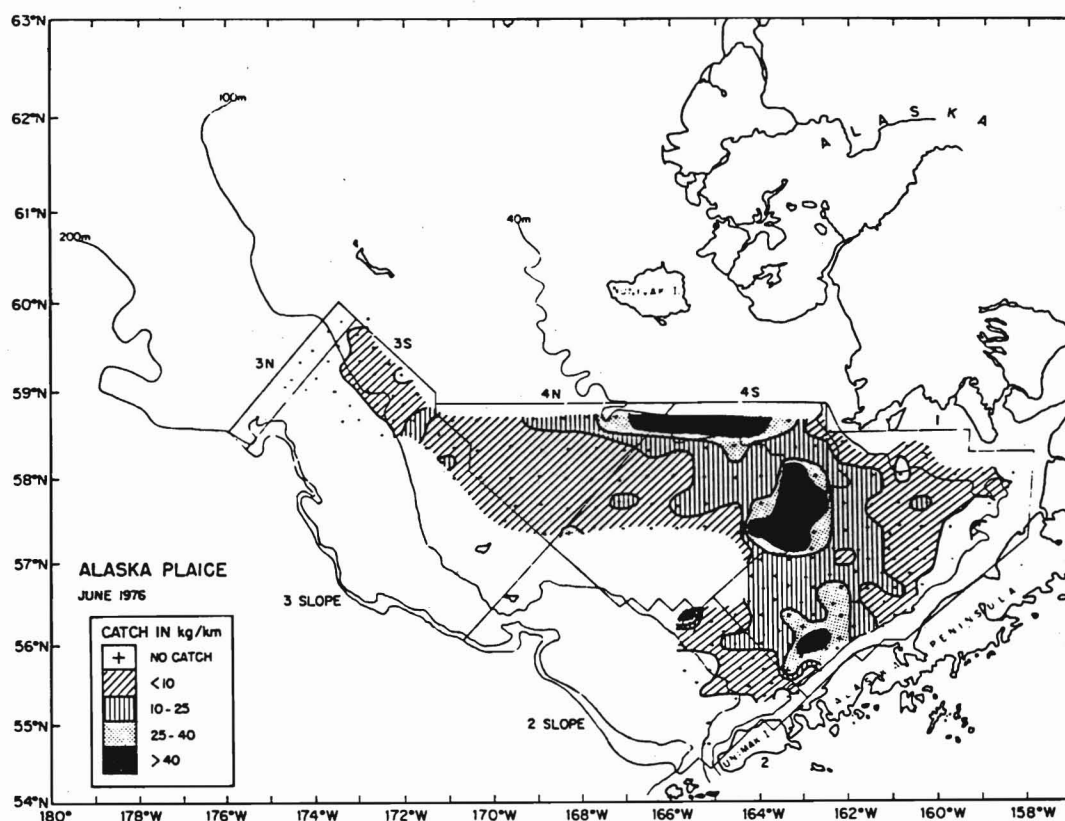 63°N
62°N
61°N
60°N
59°N
58°N
57°N
56°N
55°N
54°N
100m
200m
40m
ALASKA
3N
3S
4N
4S
1
3 SLOPE
2 SLOPE
PENINSULA
UNIMAK I.
2
ALASKA PLAICE
JUNE 1976
CATCH IN kg/km
+ NO CATCH
<10
10-25
25-40
>40
180° 178°W 176°W 174°W 172°W 170°W 168°W 166°W 164°W 162°W 160°W 158°W